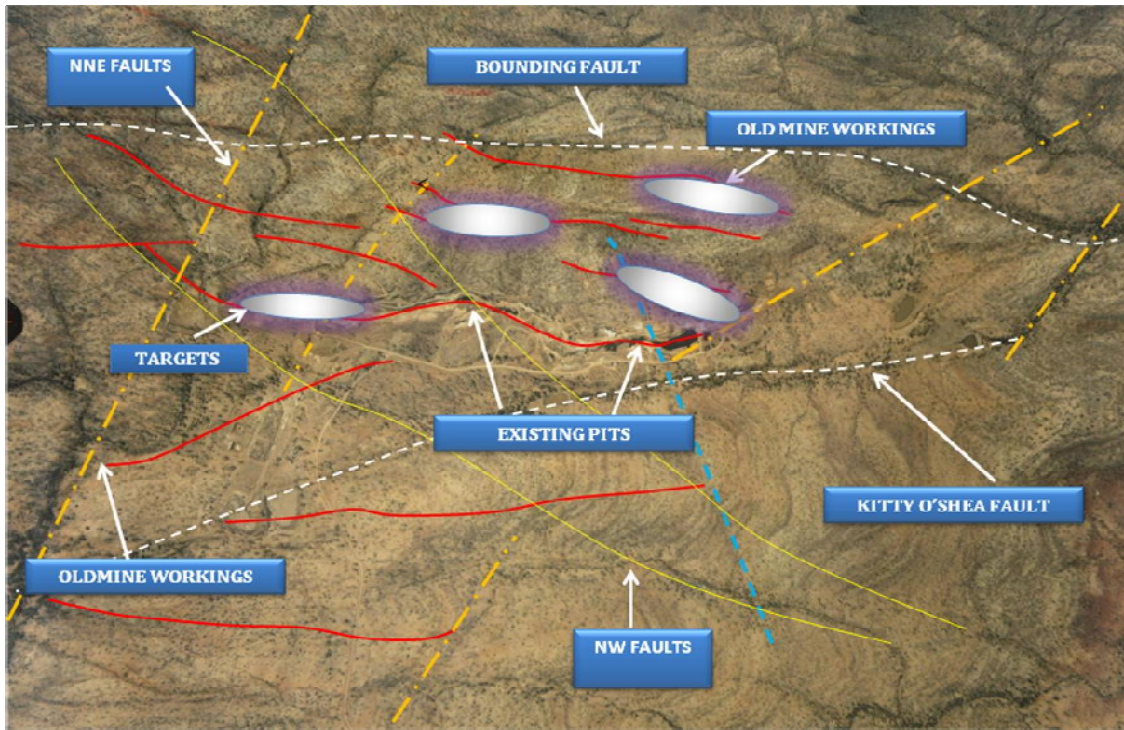 NNE FAULTS
BOUNDING FAULT
OLD MINE WORKINGS
TARGETS
EXISTING PITS
KITTY O'SHEA FAULT
OLDMINE WORKINGS
NW FAULTS